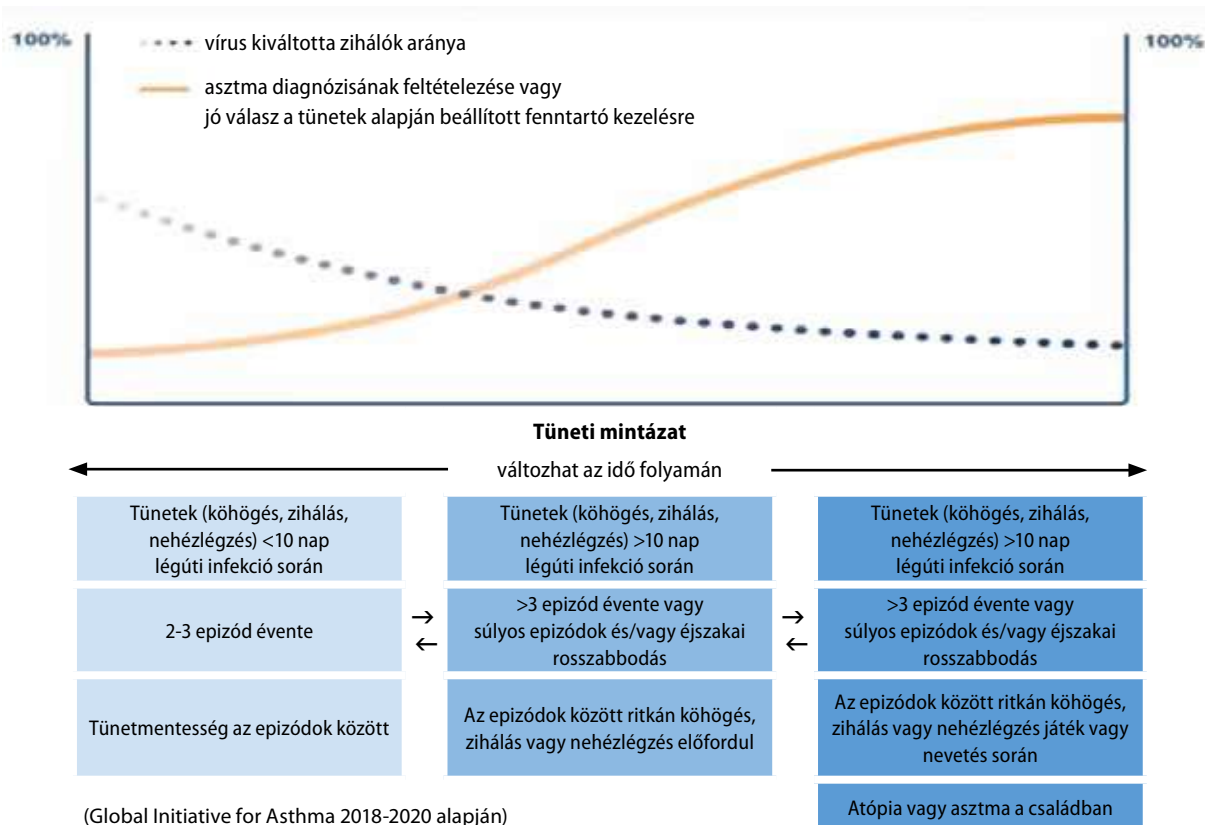 100%
100%
vírus kiváltotta zihálók aránya
asztma diagnózisának feltételezése vagy
jó válasz a tünetek alapján beállított fenntartó kezelésre
Tüneti mintázat
változhat az idő folyamán
Tünetek (köhögés, zihálás,
nehézlégzés) <10 nap
légúti infekció során
2-3 epizód évente
Tünetmentesség az epizódok között
Tünetek (köhögés, zihálás,
nehézlégzés) >10 nap
légúti infekció során
>3 epizód évente vagy
súlyos epizódok és/vagy éjszakai
rosszabbodás
Az epizódok között ritkán köhögés,
zihálás vagy nehézlégzés előfordul
Tünetek (köhögés, zihálás,
nehézlégzés) >10 nap
légúti infekció során
>3 epizód évente vagy
súlyos epizódok és/vagy éjszakai
rosszabbodás
Az epizódok között ritkán köhögés,
zihálás vagy nehézlégzés játék vagy
nevetés során
Atópia vagy asztma a családban
(Global Initiative for Asthma 2018-2020 alapján)